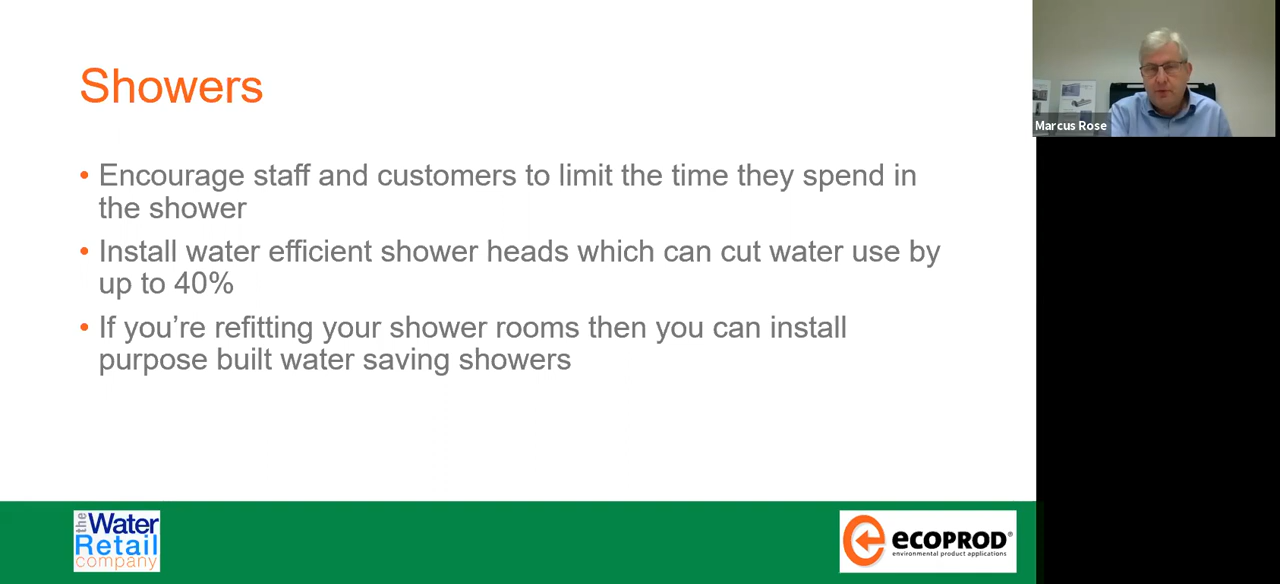 Showers
• Encourage staff and customers to limit the time they spend in
the shower
• Install water efficient shower heads which can cut water use by
up to 40%
• If you’re refitting your shower rooms then you can install
purpose built water saving showers
Marcus Rose
the Water
Retail
company
ECOPROD®
environmental product applications